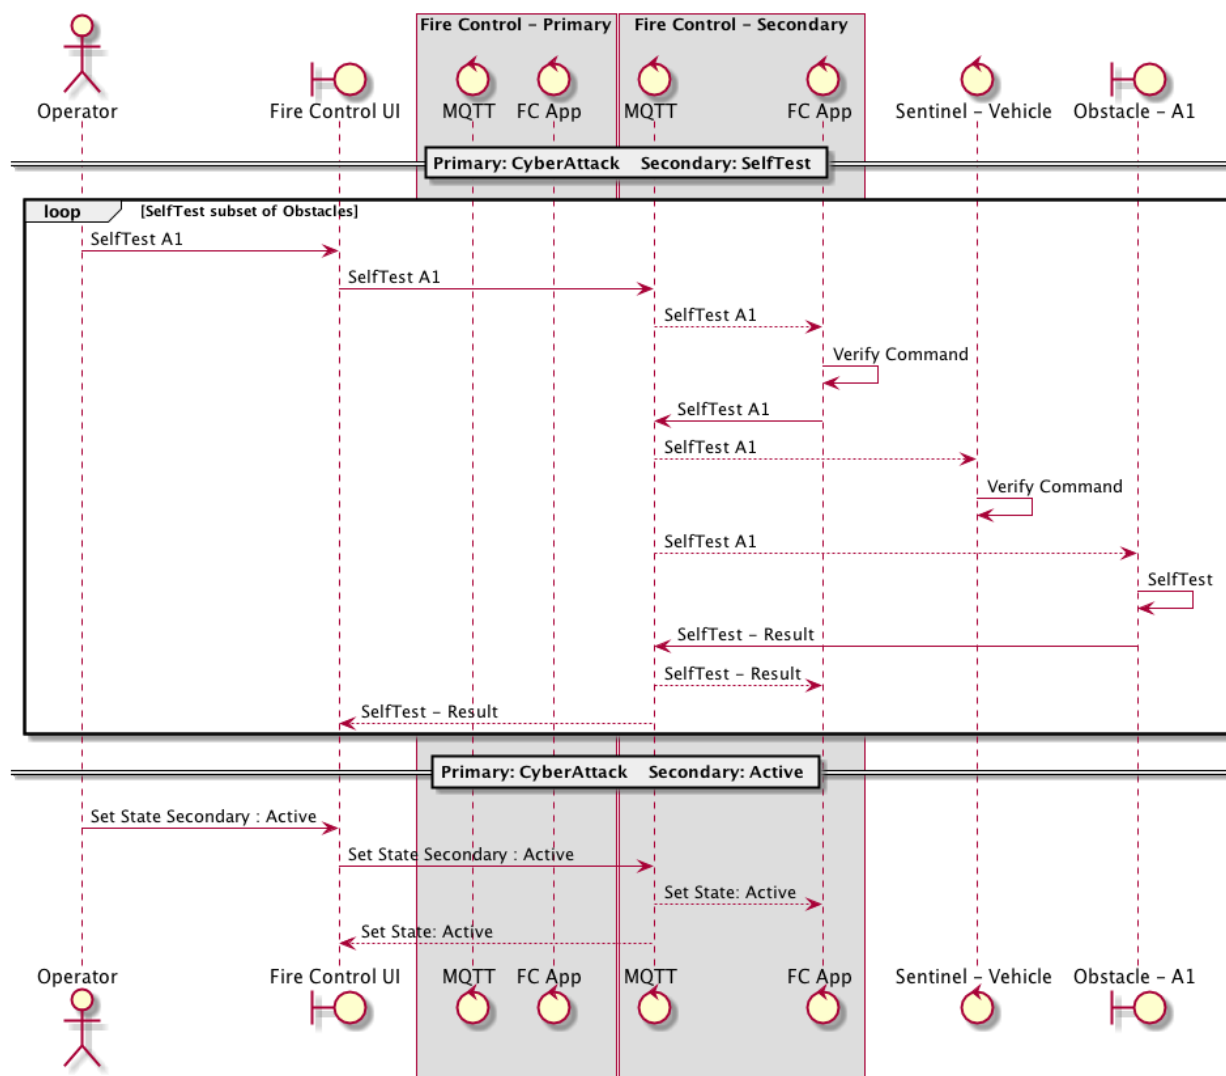 Fire Control – Primary
Fire Control – Secondary
Operator
Fire Control UI
MQTT
FC App
MQTT
FC App
Sentinel – Vehicle
Obstacle – A1
Primary: CyberAttack    Secondary: SelfTest
loop
[SelfTest subset of Obstacles]
SelfTest A1
SelfTest A1
SelfTest A1
Verify Command
SelfTest A1
SelfTest A1
Verify Command
SelfTest A1
SelfTest
SelfTest – Result
SelfTest – Result
SelfTest – Result
Primary: CyberAttack    Secondary: Active
Set State Secondary : Active
Set State Secondary : Active
Set State: Active
Set State: Active
Operator
Fire Control UI
MQTT
FC App
MQTT
FC App
Sentinel – Vehicle
Obstacle – A1